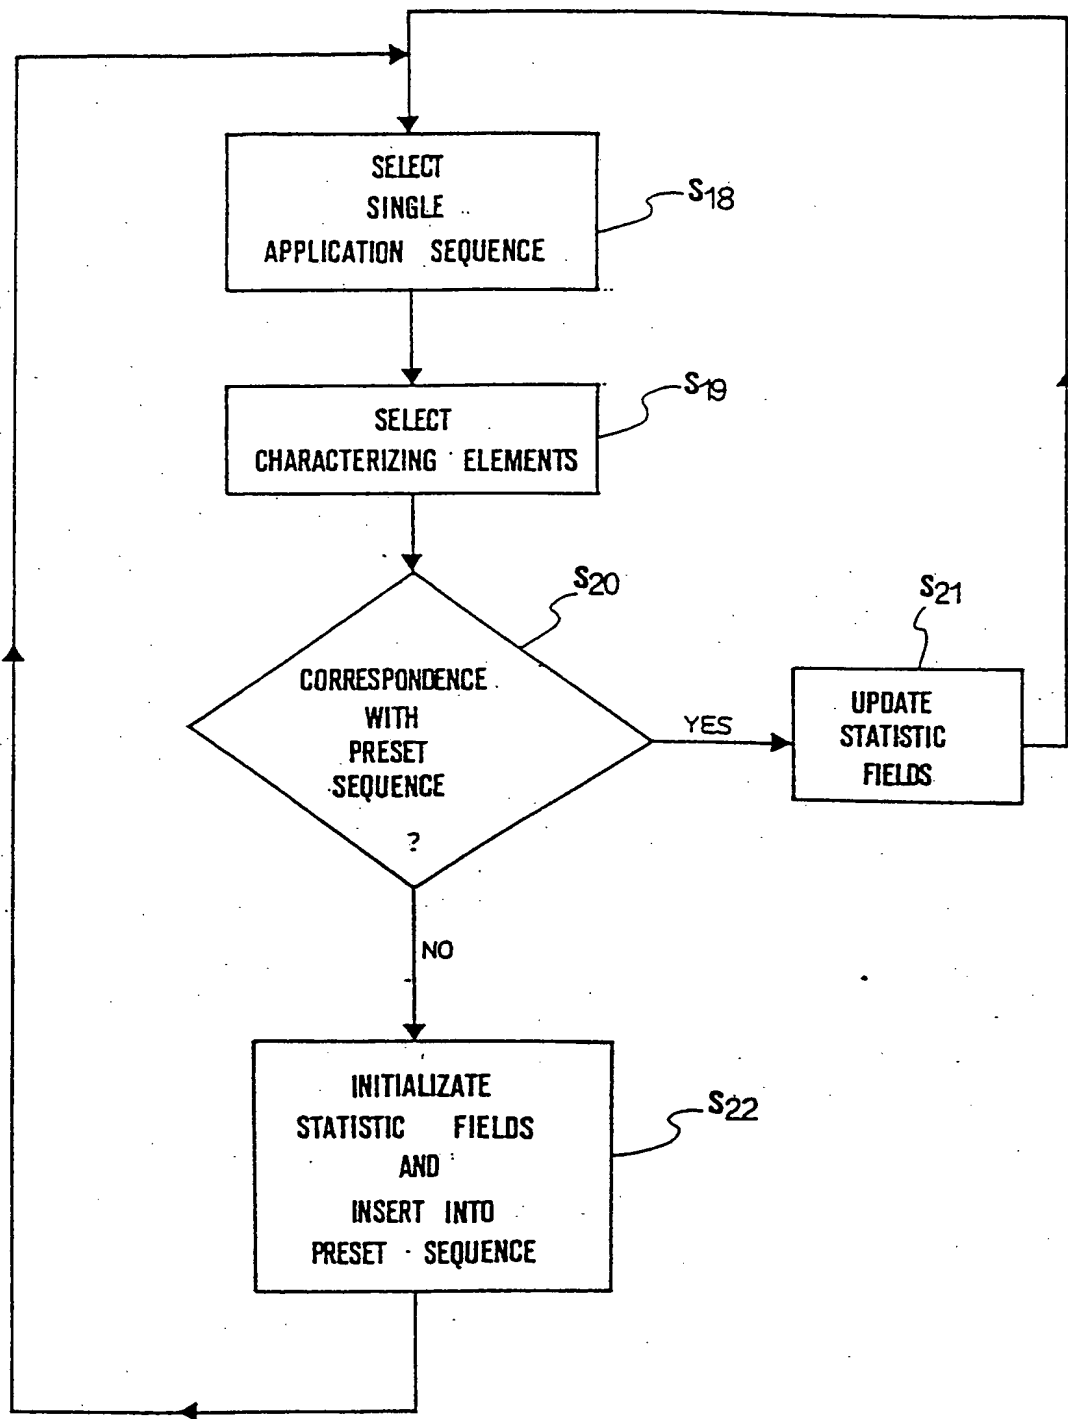 SELECT
SINGLE
APPLICATION SEQUENCE
S18
SELECT
CHARACTERIZING ELEMENTS
S19
CORRESPONDENCE
WITH
PRESET
SEQUENCE
?
S20
YES
UPDATE
STATISTIC
FIELDS
S21
NO
INITIALIZATE
STATISTIC FIELDS
AND
INSERT INTO
PRESET SEQUENCE
S22